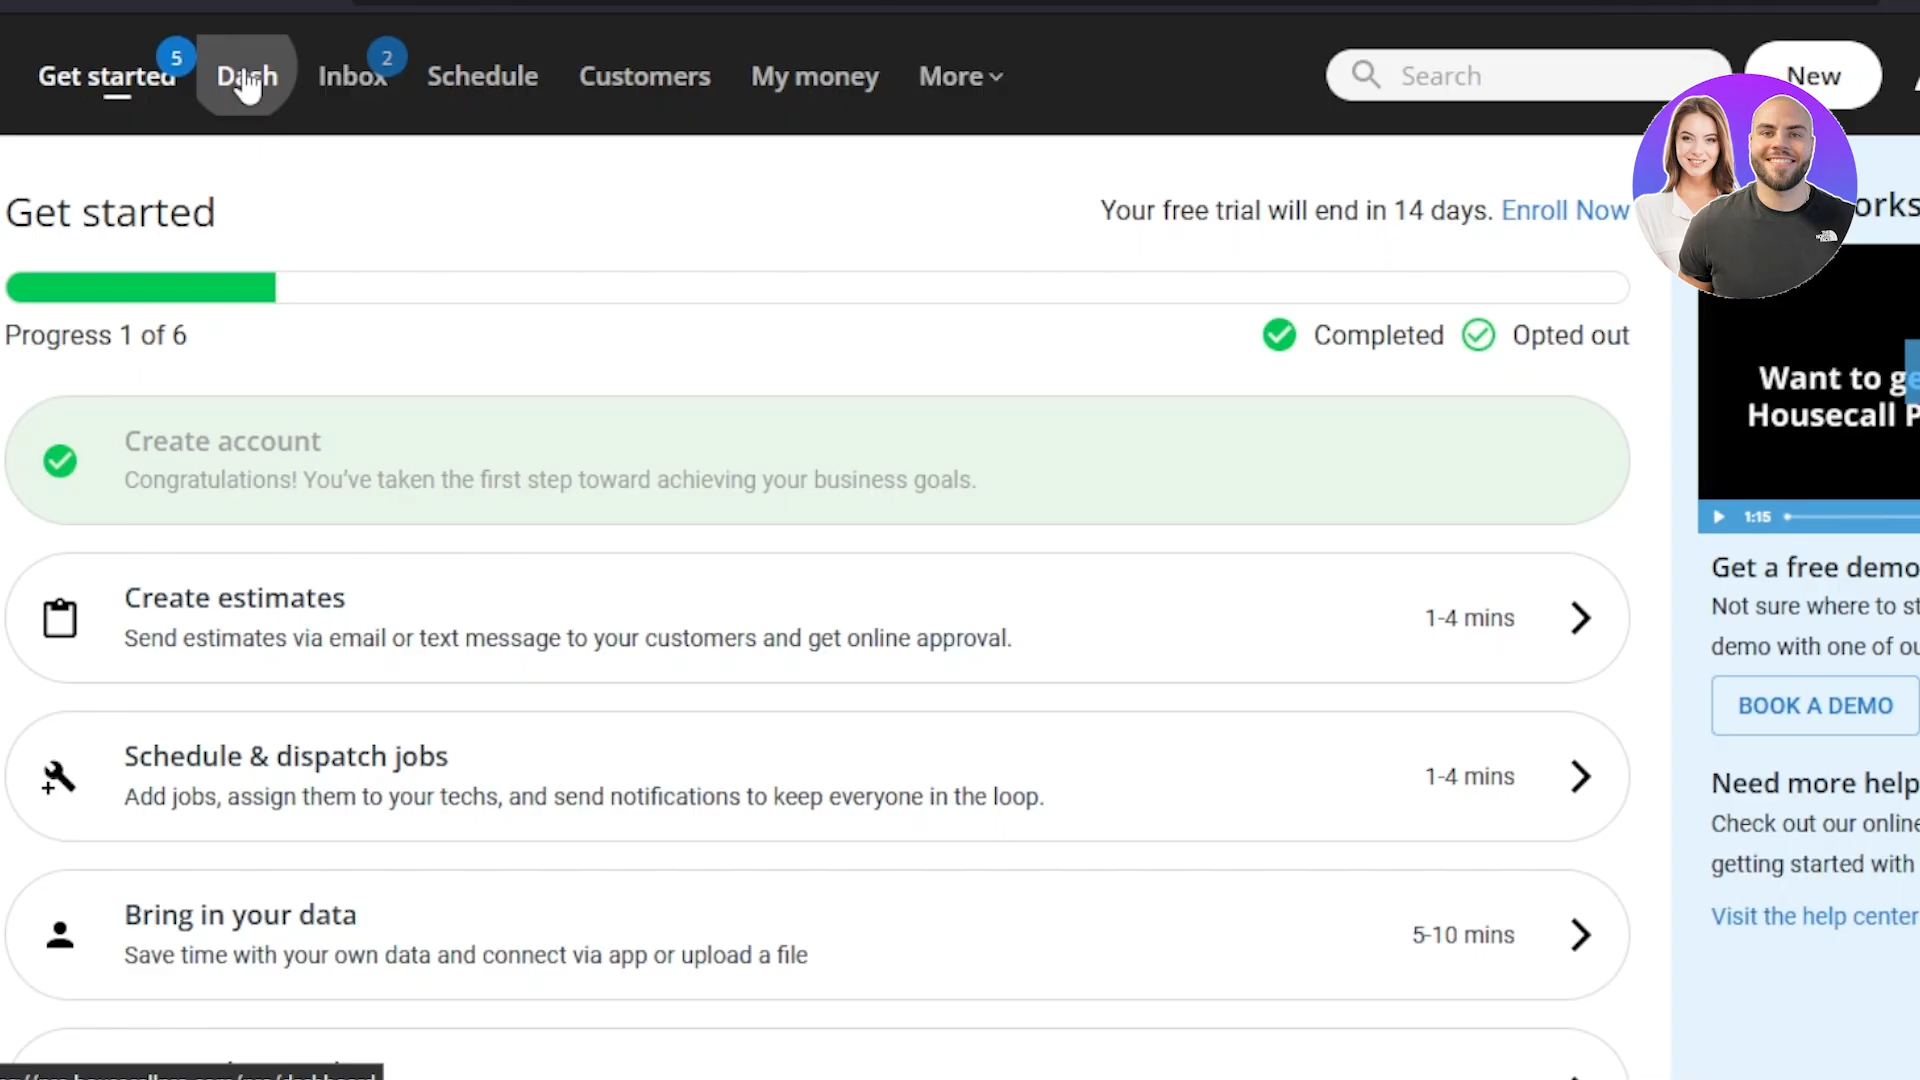 Get started 5 Dash Inbox 2 Schedule Customers My money More Search New
Get started
Your free trial will end in 14 days. Enroll Now
Progress 1 of 6
Completed Opted out
Create account
Congratulations! You've taken the first step toward achieving your business goals.
Create estimates
Send estimates via email or text message to your customers and get online approval.
1-4 mins
Schedule & dispatch jobs
Add jobs, assign them to your techs, and send notifications to keep everyone in the loop.
1-4 mins
Bring in your data
Save time with your own data and connect via app or upload a file
5-10 mins
Want to
Housecall
1:15
Get a free demo
Not sure where to
demo with one of
BOOK A DEMO
Need more help
Check out our online
getting started with
Visit the help center